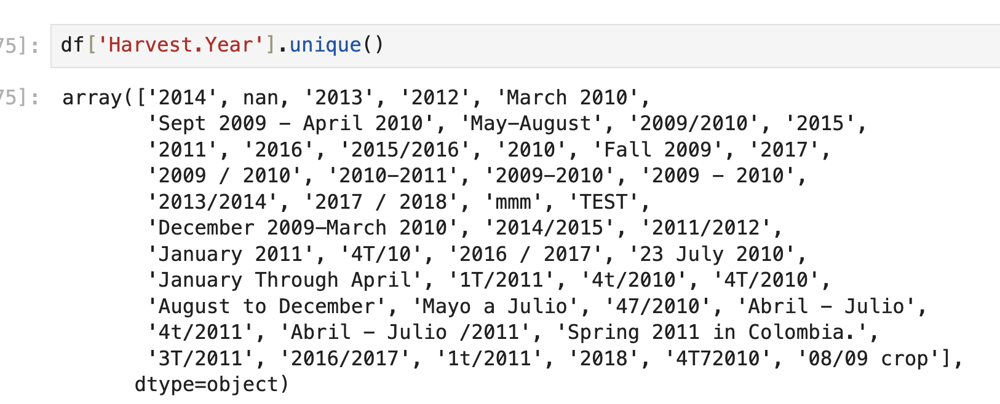 75]: df['Harvest.Year'].unique()
75]: array(['2014', nan, '2013', '2012', 'March 2010',
'Sept 2009 - April 2010', 'May-August', '2009/2010', '2015',
'2011', '2016', '2015/2016', '2010', 'Fall 2009', '2017',
'2009 / 2010', '2010-2011', '2009-2010', '2009 - 2010',
'2013/2014', '2017 / 2018', 'mmm', 'TEST',
'December 2009-March 2010', '2014/2015', '2011/2012',
'January 2011', '4T/10', '2016 / 2017', '23 July 2010',
'January Through April', '1T/2011', '4t/2010', '4T/2010',
'August to December', 'Mayo a Julio', '47/2010', 'Abril - Julio',
'4t/2011', 'Abril - Julio /2011', 'Spring 2011 in Colombia.',
'3T/2011', '2016/2017', '1t/2011', '2018', '4T72010', '08/09 crop'],
dtype=object)